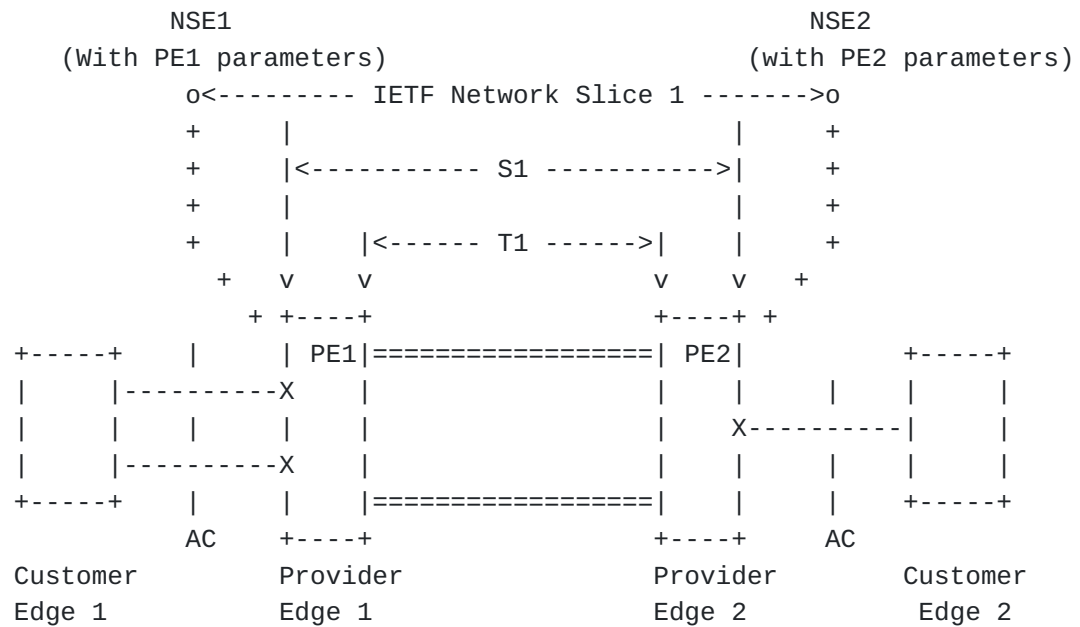 NSE1 NSE2
(With PE1 parameters) (with PE2 parameters)
o<--------- IETF Network Slice 1 ------->o
+ | | +
+ |<----------- S1 ----------->| +
+ | | +
+ | |<------ T1 ------>| | +
+ v v v v +
+ +----+ +----+ +
+-----+ | | PE1|==================| PE2| +-----+
| |----------X | | | | | |
| | | | | | X----------| |
| |----------X | | | | | |
+-----+ | | |==================| | | +-----+
AC +----+ +----+ AC
Customer Provider Provider Customer
Edge 1 Edge 1 Edge 2 Edge 2